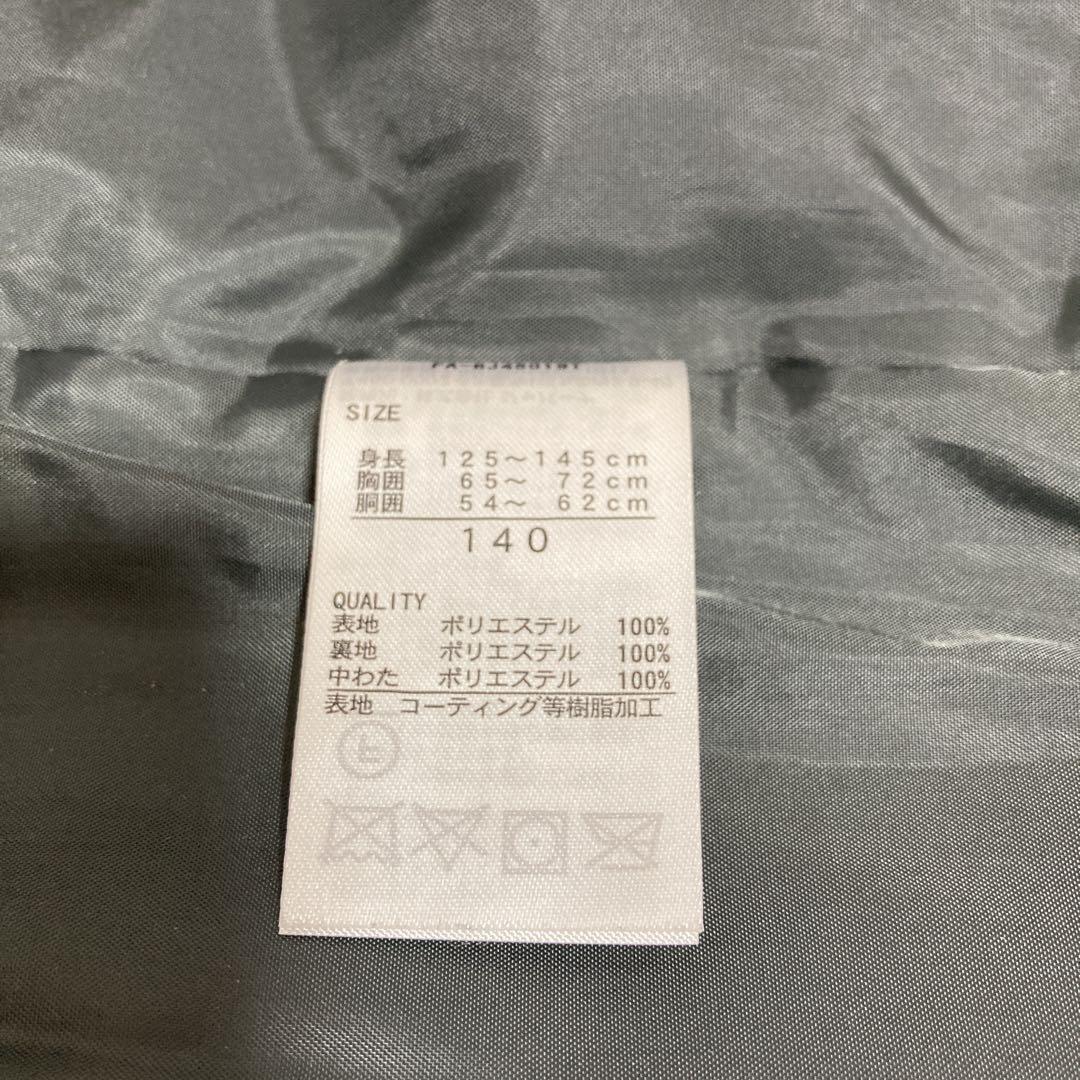 SIZE
身長 125～145cm
胸囲 65～ 72cm
胴囲 54～ 62cm
140
QUALITY
表地 ポリエステル 100%
裏地 ポリエステル 100%
中わた ポリエステル 100%
表地 コーティング等樹脂加工